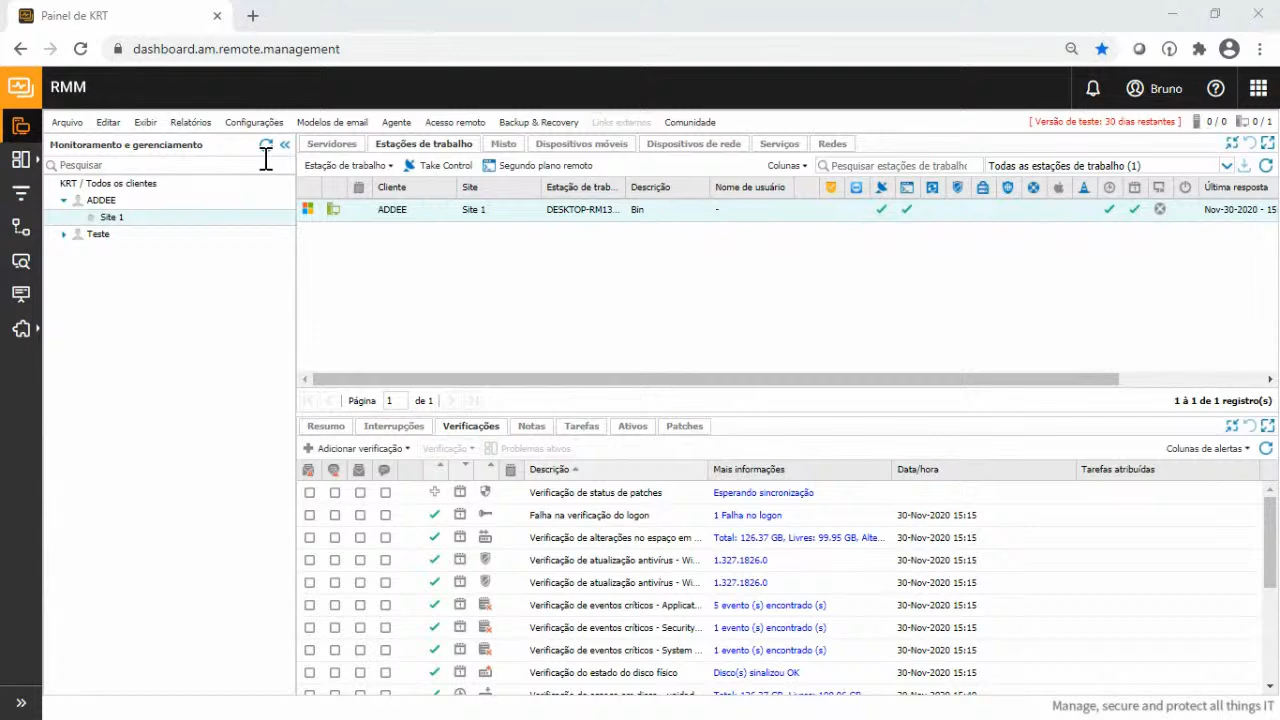 Painel de KRT
dashboard.am.remote.management
RMM
Bruno
Arquivo Editar Exibir Relatórios Configurações Modelos de email Agente Acesso remoto Backup & Recovery Links externos Comunidade [ Versão de teste: 30 dias restantes ] 0 / 0 0 / 1
Monitoramento e gerenciamento
Pesquisar
KRT / Todos os clientes
ADDEE
Site 1
Teste
Servidores Estações de trabalho Misto Dispositivos móveis Dispositivos de rede Serviços Redes
Estação de trabalho Take Control Segundo plano remoto Colunas Pesquisar estações de trabalho Todas as estações de trabalho (1)
Cliente Site Estação de trab... Descrição Nome de usuário Última resposta
ADDEE Site 1 DESKTOP-RM13... Bin - Nov-30-2020 - 15
Página 1 de 1
1 à 1 de 1 registro(s)
Resumo Interrupções Verificações Notas Tarefas Ativos Patches
Adicionar verificação Verificação Problemas ativos Colunas de alertas
Descrição Mais informações Data/hora Tarefas atribuídas
Verificação de status de patches Esperando sincronização
Falha na verificação do logon 1 Falha no logon 30-Nov-2020 15:15
Verificação de alterações no espaço em ... Total: 126.37 GB, Livres: 99.95 GB, Alte... 30-Nov-2020 15:15
Verificação de atualização antivírus - Wi... 1.327.1826.0 30-Nov-2020 15:15
Verificação de atualização antivírus - Wi... 1.327.1826.0 30-Nov-2020 15:15
Verificação de eventos críticos - Applicat... 5 evento (s) encontrado (s) 30-Nov-2020 15:15
Verificação de eventos críticos - Security... 1 evento (s) encontrado (s) 30-Nov-2020 15:15
Verificação de eventos críticos - System ... 1 evento (s) encontrado (s) 30-Nov-2020 15:15
Verificação do estado do disco físico Disco(s) sinalizou OK 30-Nov-2020 15:15
Manage, secure and protect all things IT